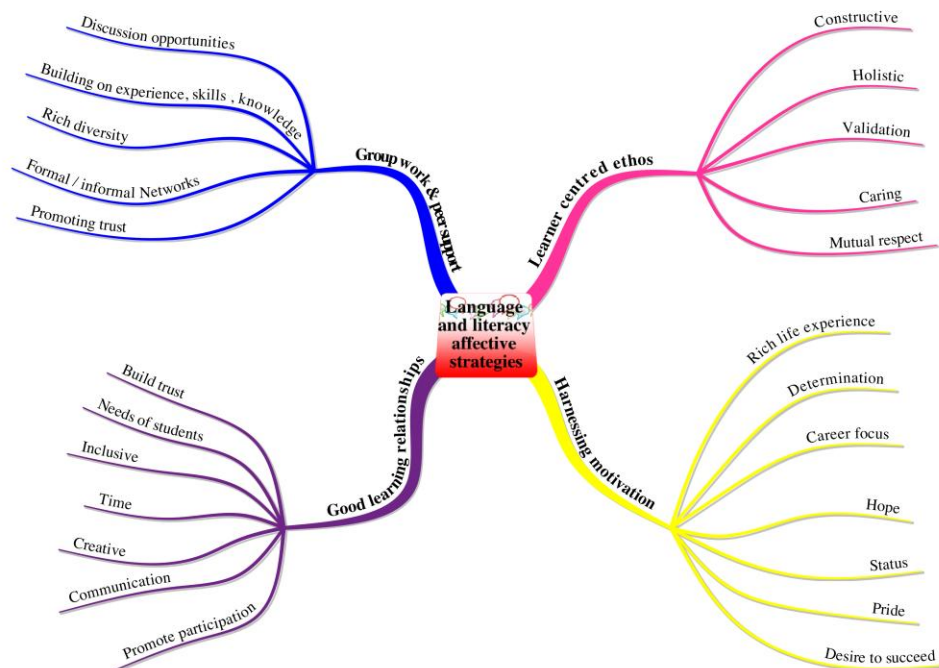 Language
and literacy
affective
strategies
Group work & peer support
Discussion opportunities
Building on experience, skills , knowledge
Rich diversity
Formal / informal Networks
Promoting trust
Learner centred ethos
Constructive
Holistic
Validation
Caring
Mutual respect
Good learning relationships
Build trust
Needs of students
Inclusive
Time
Creative
Communication
Promote participation
Harnessing motivation
Rich life experience
Determination
Career focus
Hope
Status
Pride
Desire to succeed